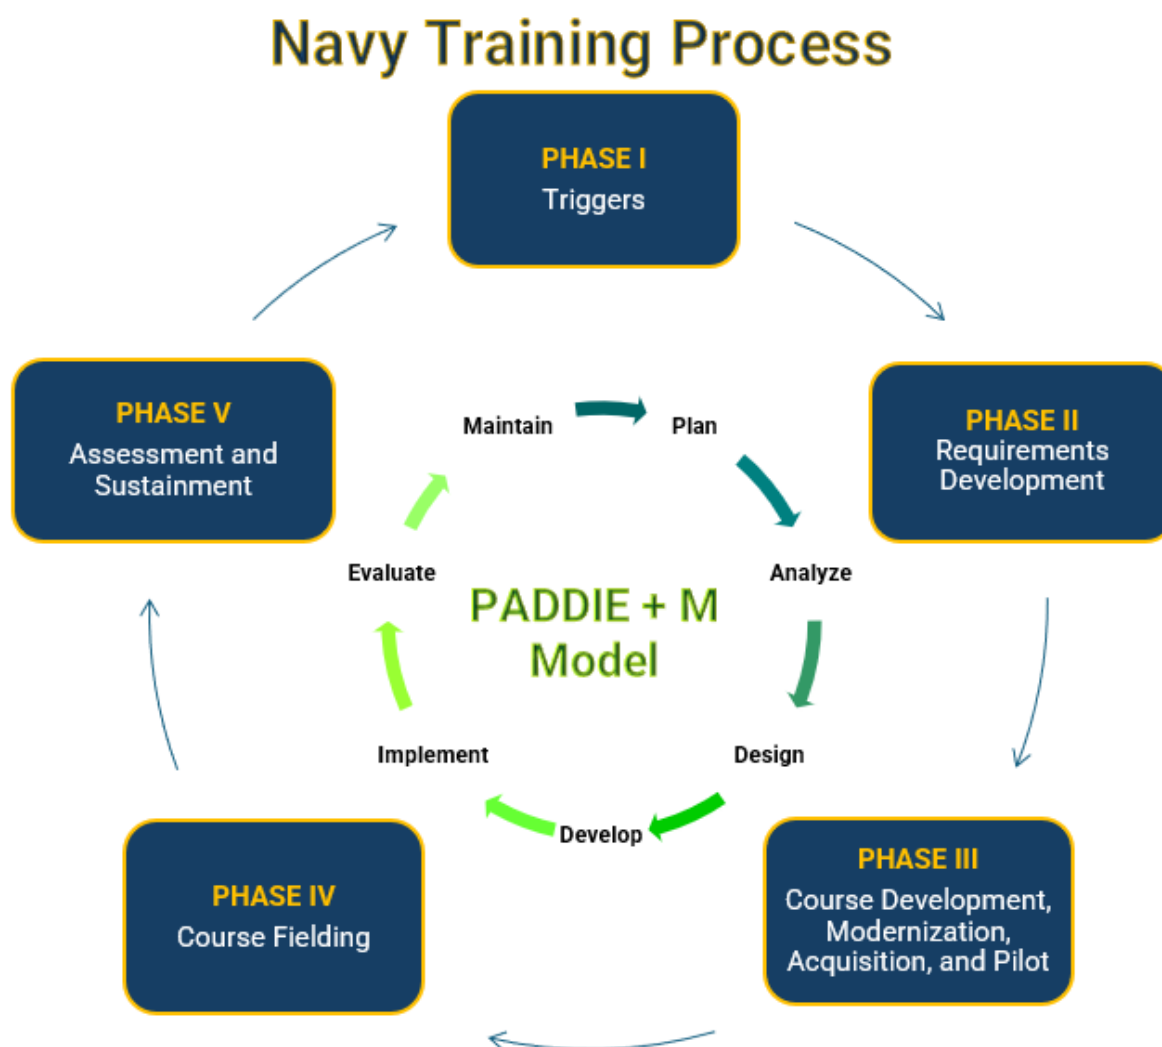 Navy Training Process
PHASE I
Triggers
PHASE II
Requirements
Development
PHASE III
Course Development,
Modernization,
Acquisition, and Pilot
PHASE IV
Course Fielding
PHASE V
Assessment and
Sustainment
Plan
Analyze
Design
Develop
Implement
Evaluate
Maintain
PADDIE + M
Model